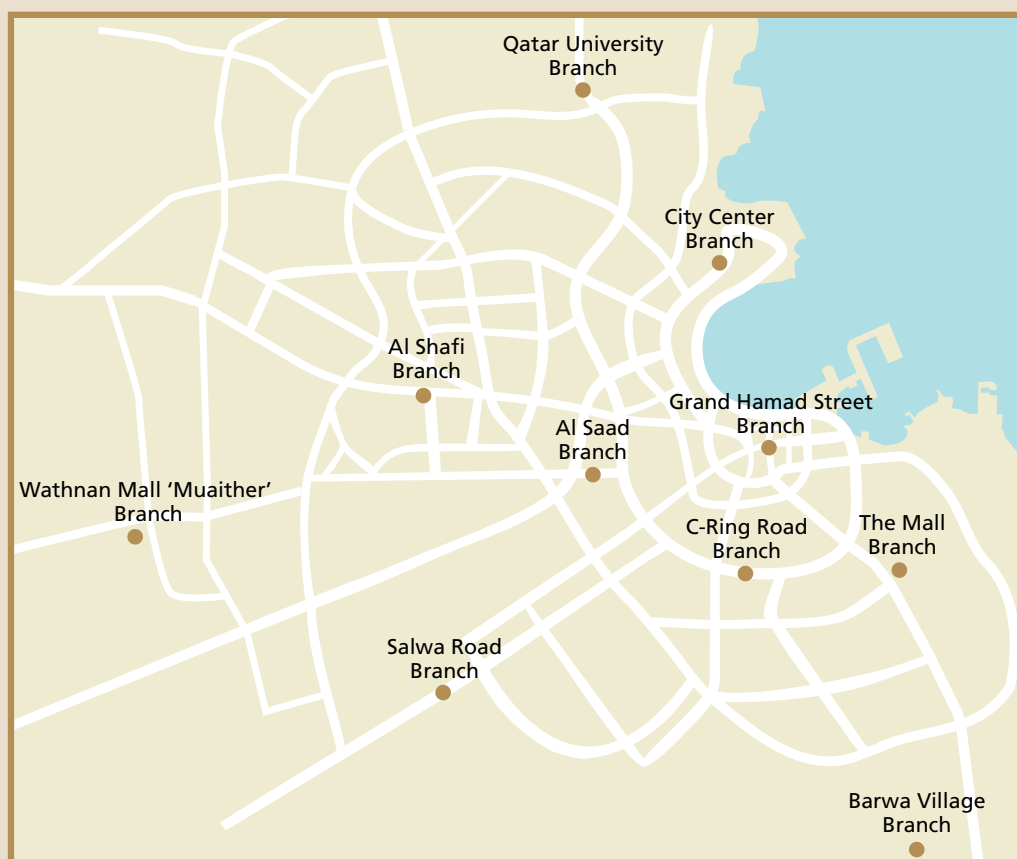 Qatar University
Branch
City Center
Branch
Al Shafi
Branch
Grand Hamad Street
Branch
Al Saad
Branch
Wathnan Mall ‘Muaither’
Branch
C-Ring Road
Branch
The Mall
Branch
Salwa Road
Branch
Barwa Village
Branch